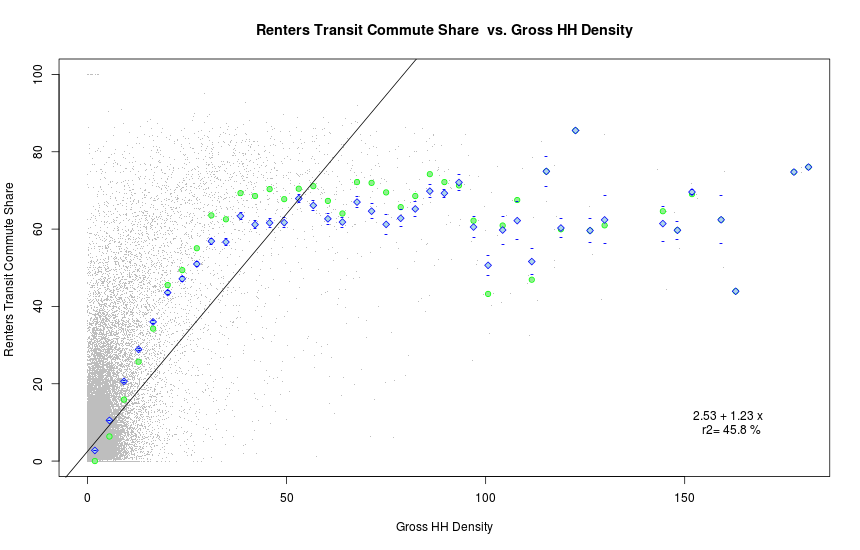 Renters Transit Commute Share  vs. Gross HH Density
Renters Transit Commute Share
100
80
60
40
20
0
2.53 + 1.23 x
r2= 45.8 %
0 50 100 150
Gross HH Density